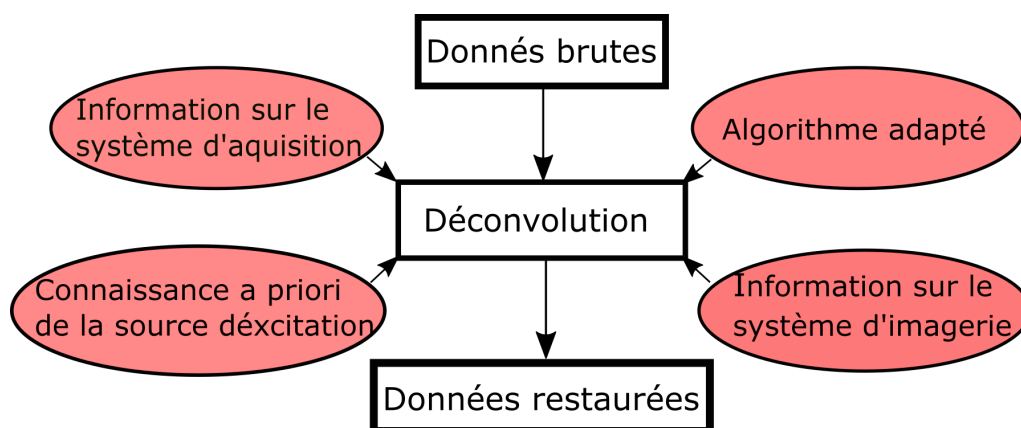 Donnés brutes
Information sur le
système d'aquisition
Algorithme adapté
Déconvolution
Connaissance a priori
de la source déxcitation
Information sur le
système d'imagerie
Données restaurées